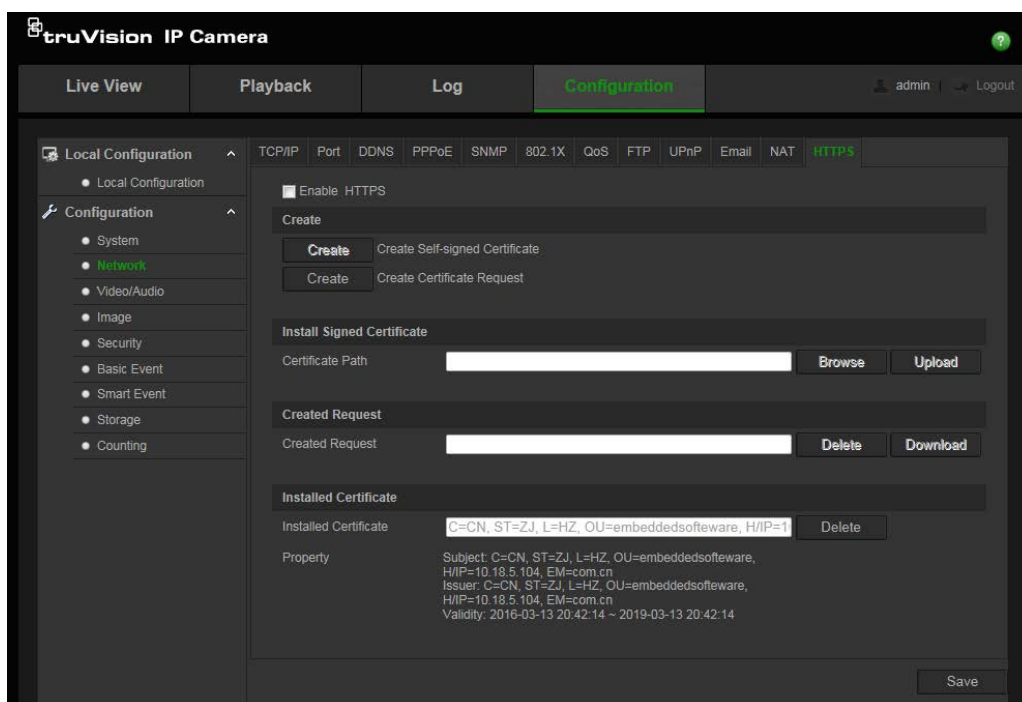 truVision IP Camera
?
Live View Playback Log Configuration admin | Logout
Local Configuration
Local Configuration
Configuration
System
Network
Video/Audio
Image
Security
Basic Event
Smart Event
Storage
Counting
TCP/IP Port DDNS PPPoE SNMP 802.1X QoS FTP UPnP Email NAT HTTPS
Enable HTTPS
Create
Create Create Self-signed Certificate
Create Create Certificate Request
Install Signed Certificate
Certificate Path Browse Upload
Created Request
Created Request Delete Download
Installed Certificate
Installed Certificate C=CN, ST=ZJ, L=HZ, OU=embeddedsofteware, H/IP=1 Delete
Property Subject: C=CN, ST=ZJ, L=HZ, OU=embeddedsofteware,
H/IP=10.18.5.104, EM=com.cn
Issuer: C=CN, ST=ZJ, L=HZ, OU=embeddedsofteware,
H/IP=10.18.5.104, EM=com.cn
Validity: 2016-03-13 20:42:14 ~ 2019-03-13 20:42:14
Save